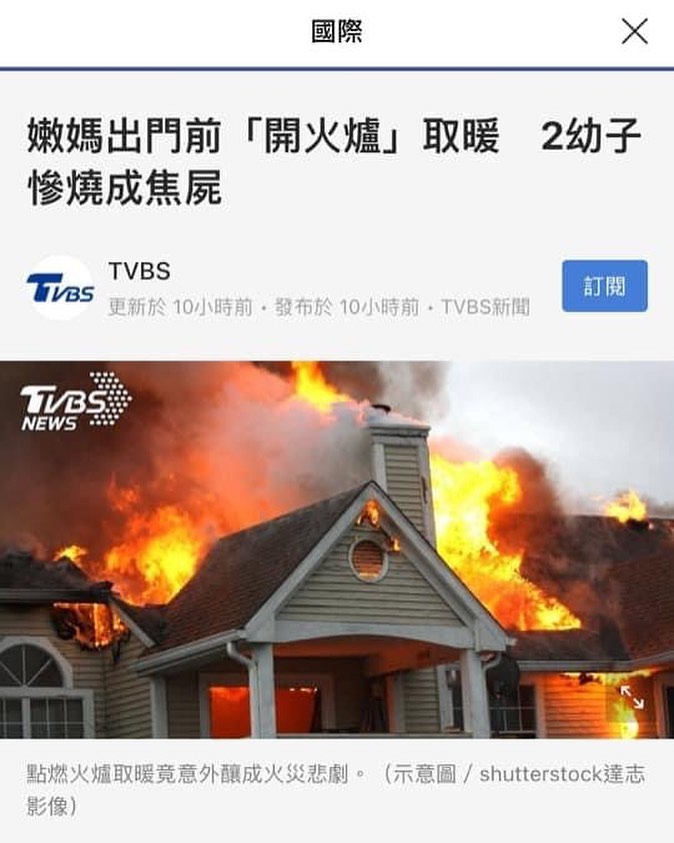 國際
嫩媽出門前「開火爐」取暖　2幼子
慘燒成焦屍
TVBS
TVBS
更新於 10小時前・發布於 10小時前・TVBS新聞
訂閱
TVBS
NEWS
點燃火爐取暖竟意外釀成火災悲劇。（示意圖 / shutterstock達志
影像）